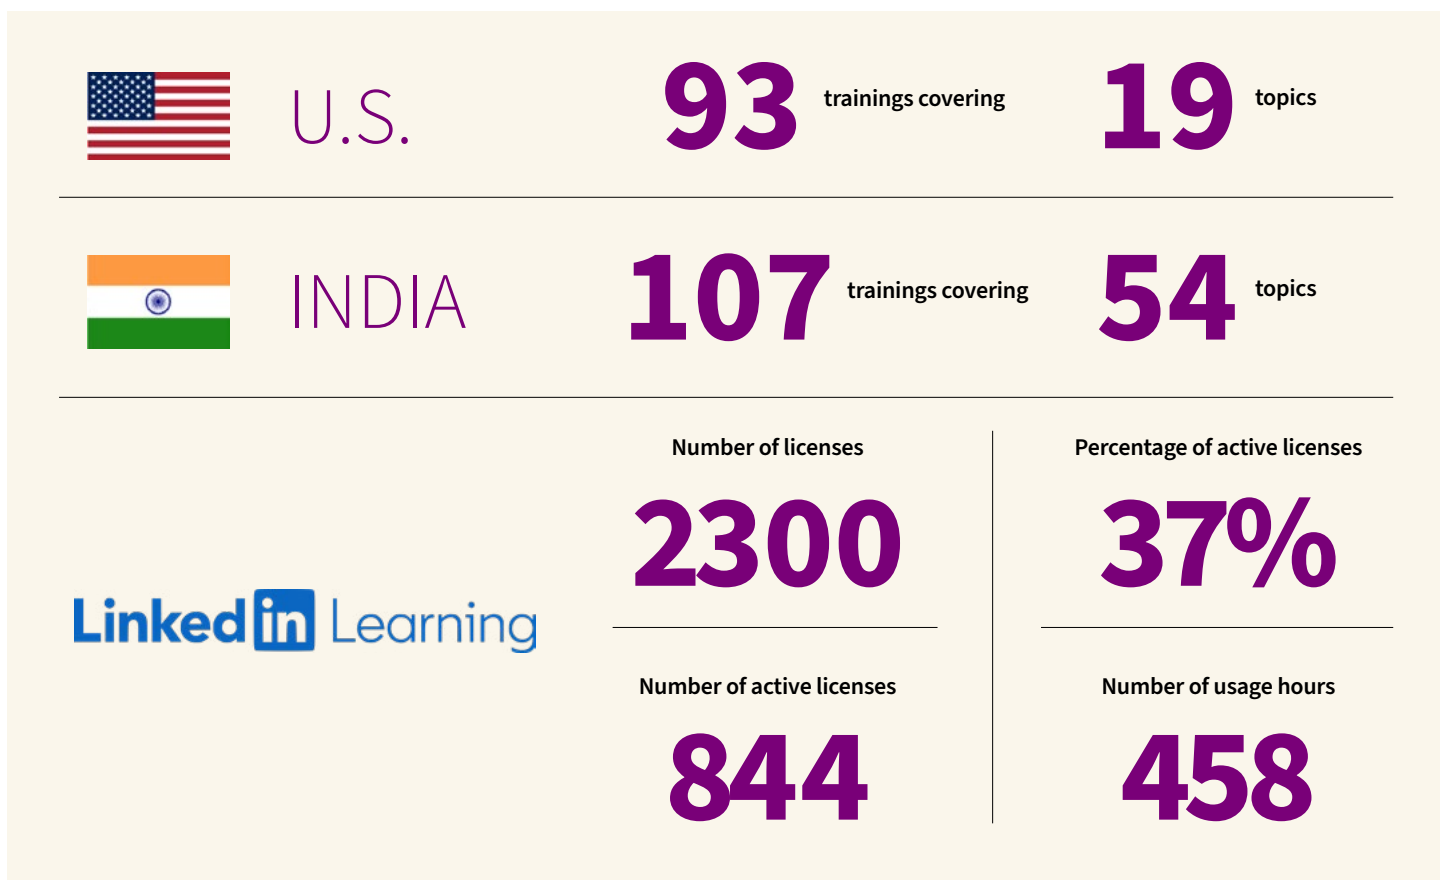 U.S.
93 trainings covering 19 topics
INDIA
107 trainings covering 54 topics
LinkedIn Learning
Number of licenses
2300
Percentage of active licenses
37%
Number of active licenses
844
Number of usage hours
458